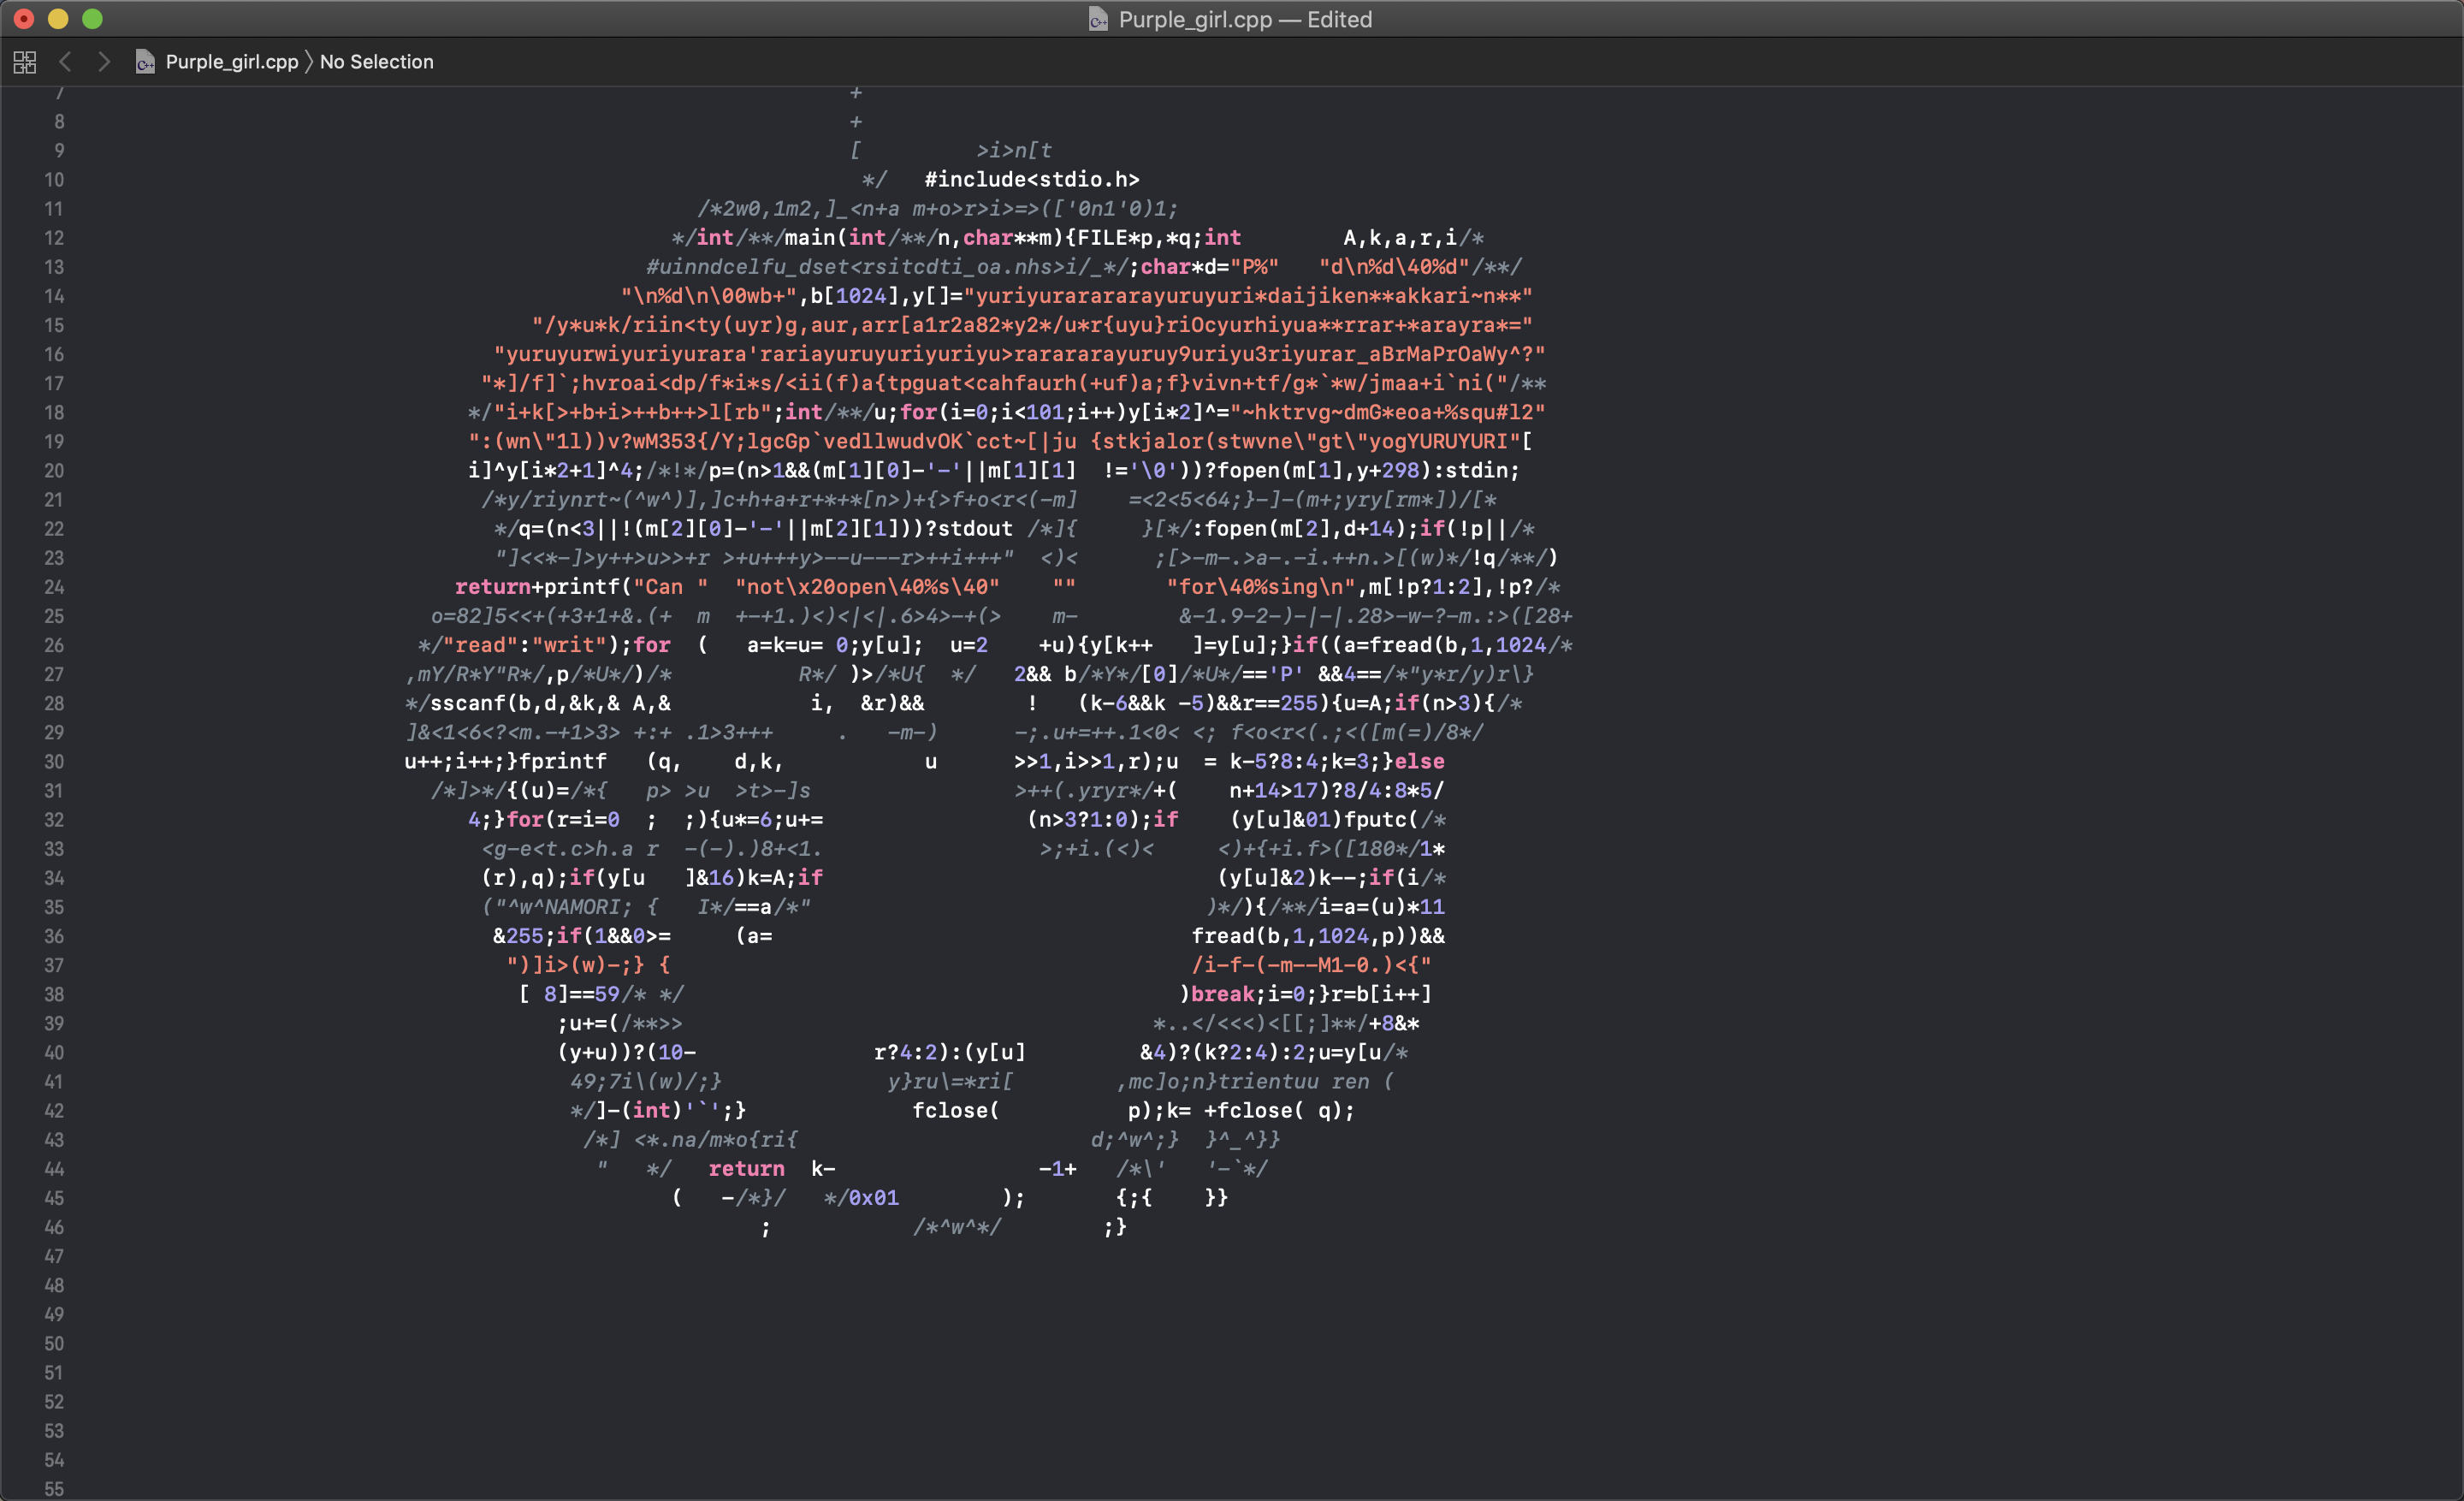 Purple_girl.cpp — Edited
Purple_girl.cpp 〉 No Selection
7 +
8 +
9 [ >i>n[t
10 */ #include<stdio.h>
11 /*2w0,1m2,]_<n+a m+o>r>i>=>(['0n1'0)1;
12 */int/**/main(int/**/n,char**m){FILE*p,*q;int A,k,a,r,i/*
13 #uinndcelfu_dset<rsitcdti_oa.nhs>i/_*/;char*d="P%" "d\n%d\40%d"/**/
14 "\n%d\n\00wb+",b[1024],y[]="yuriyurarararayuruyuri*daijiken**akkari~n**"
15 "/y*u*k/riin<ty(uyr)g,aur,arr[a1r2a82*y2*/u*r{uyu}riOcyurhiyua**rrar+*arayra*="
16 "yuruyurwiyuriyurara'rariayuruyuriyuriyu>rarararayuruy9uriyu3riyurar_aBrMaPrOaWy^?"
17 "*]/f]`;hvroai<dp/f*i*s/<ii(f)a{tpguat<cahfaurh(+uf)a;f}vivn+tf/g*`*w/jmaa+i`ni("/**
18 */"i+k[>+b+i>++b++>l[rb";int/**/u;for(i=0;i<101;i++)y[i*2]^="~hktrvg~dmG*eoa+%squ#l2"
19 ":(wn\"1l))v?wM353{/Y;lgcGp`vedllwudvOK`cct~[|ju {stkjalor(stwvne\"gt\"yogYURUYURI"[
20 i]^y[i*2+1]^4;/*!*/p=(n>1&&(m[1][0]-'-'||m[1][1] !='\0'))?fopen(m[1],y+298):stdin;
21 /*y/riynrt~(^w^)],]c+h+a+r+*+*[n>)+{>f+o<r<(-m] =<2<5<64;}-]-(m+;yry[rm*])/[*
22 */q=(n<3||!(m[2][0]-'-'||m[2][1]))?stdout /*]{ }[*/:fopen(m[2],d+14);if(!p||/*
23 "]<<*-]>y++>u>>+r >+u+++y>--u---r>++i+++" <)< ;[>-m-.>a-.-i.++n.>[(w)*/!q/**/)
24 return+printf("Can " "not\x20open\40%s\40" "" "for\40%sing\n",m[!p?1:2],!p?/*
25 o=82]5<<+(+3+1+&.(+ m +-+1.)<)<|<|.6>4>-+(> m- &-1.9-2-)-|-|.28>-w-?-m.:>([28+
26 */"read":"writ");for ( a=k=u= 0;y[u]; u=2 +u){y[k++ ]=y[u];}if((a=fread(b,1,1024/*
27 ,mY/R*Y"R*/,p/*U*/)/* R*/ )>/*U{ */ 2&& b/*Y*/[0]/*U*/=='P' &&4==/*"y*r/y)r\}
28 */sscanf(b,d,&k,& A,& i, &r)&& ! (k-6&&k -5)&&r==255){u=A;if(n>3){/*
29 ]&<1<6<?<m.-+1>3> +:+ .1>3+++ . -m-) -;.u+=++.1<0< <; f<o<r<(.;<([m(=)/8*/
30 u++;i++;}fprintf (q, d,k, u >>1,i>>1,r);u = k-5?8:4;k=3;}else
31 /*]>*/{(u)=/*{ p> >u >t>-]s >++(.yryr*/+( n+14>17)?8/4:8*5/
32 4;}for(r=i=0 ; ;){u*=6;u+= (n>3?1:0);if (y[u]&01)fputc(/*
33 <g-e<t.c>h.a r -(-).)8+<1. >;+i.(<)< <)+{+i.f>([180*/1*
34 (r),q);if(y[u ]&16)k=A;if (y[u]&2)k--;if(i/*
35 ("^w^NAMORI; { I*/==a/*" )*/){/**/i=a=(u)*11
36 &255;if(1&&0>= (a= fread(b,1,1024,p))&&
37 ")]i>(w)-;} { /i-f-(-m--M1-0.)<{"
38 [ 8]==59/* */ )break;i=0;}r=b[i++]
39 ;u+=(/**>> *..</<<<)<[[;]**/+8&*
40 (y+u))?(10- r?4:2):(y[u] &4)?(k?2:4):2;u=y[u/*
41 49;7i\(w)/;} y}ru\=*ri[ ,mc]o;n}trientuu ren (
42 */]-(int)'`';} fclose( p);k= +fclose( q);
43 /*] <*.na/m*o{ri{ d;^w^;} }^_^}}
44 " */ return k- -1+ /*\' '-`*/
45 ( -/*}/ */0x01 ); {;{ }}
46 ; /*^w^*/ ;}
47
48
49
50
51
52
53
54
55